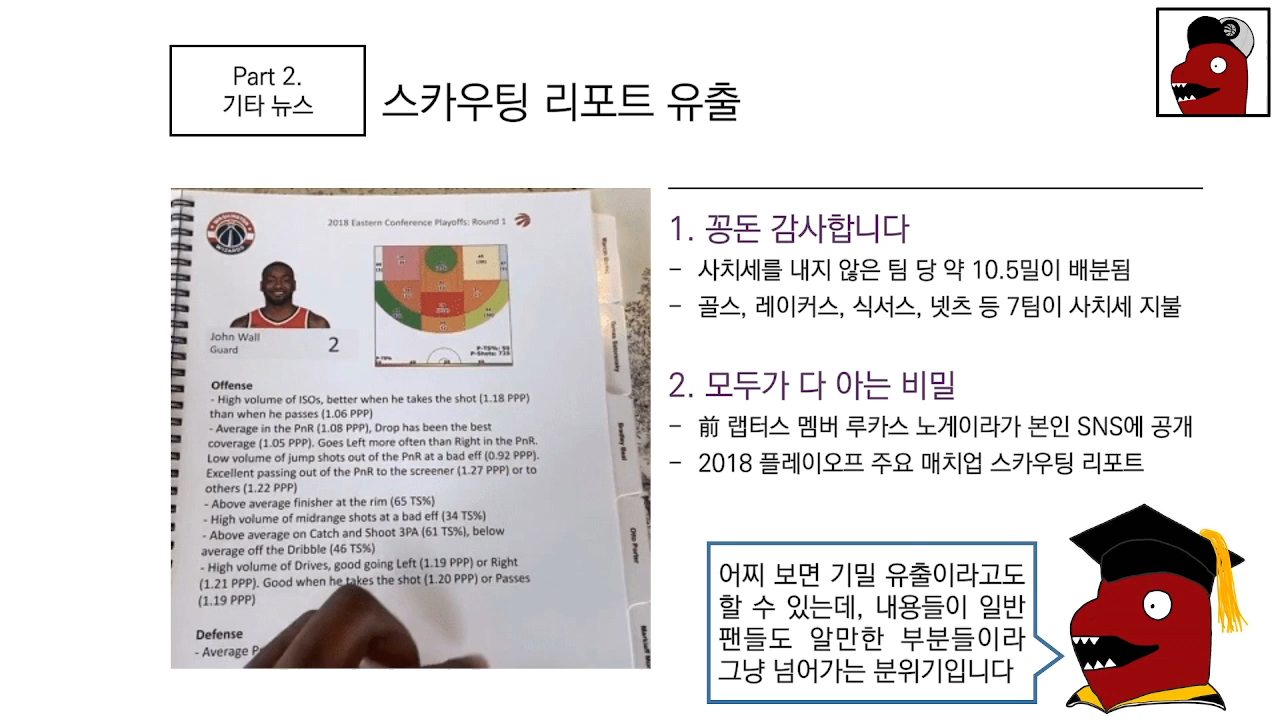 Part 2.
기타 뉴스
스카우팅 리포트 유출
2018 Eastern Conference Playoffs: Round 1
John Wall
Guard
2
P-TS%: 55
P-Shots: 735
Offense
- High volume of ISOs, better when he takes the shot (1.18 PPP)
than when he passes (1.06 PPP)
- Average in the PnR (1.08 PPP), Drop has been the best
coverage (1.05 PPP). Goes Left more often than Right in the PnR.
Low volume of jump shots out of the PnR at a bad eff (0.92 PPP).
Excellent passing out of the PnR to the screener (1.27 PPP) or to
others (1.22 PPP)
- Above average finisher at the rim (65 TS%)
- High volume of midrange shots at a bad eff (34 TS%)
- Above average on Catch and Shoot 3PA (61 TS%), below
average off the Dribble (46 TS%)
- High volume of Drives, good going Left (1.19 PPP) or Right
(1.21 PPP). Good when he takes the shot (1.20 PPP) or Passes
(1.19 PPP)
Defense
- Average
Bradley Beal
Otto Porter
1. 꽁돈 감사합니다
- 사치세를 내지 않은 팀 당 약 10.5밀이 배분됨
- 골스, 레이커스, 식서스, 넷츠 등 7팀이 사치세 지불
2. 모두가 다 아는 비밀
- 前 랩터스 멤버 루카스 노게이라가 본인 SNS에 공개
- 2018 플레이오프 주요 매치업 스카우팅 리포트
어찌 보면 기밀 유출이라고도
할 수 있는데, 내용들이 일반
팬들도 알만한 부분들이라
그냥 넘어가는 분위기입니다